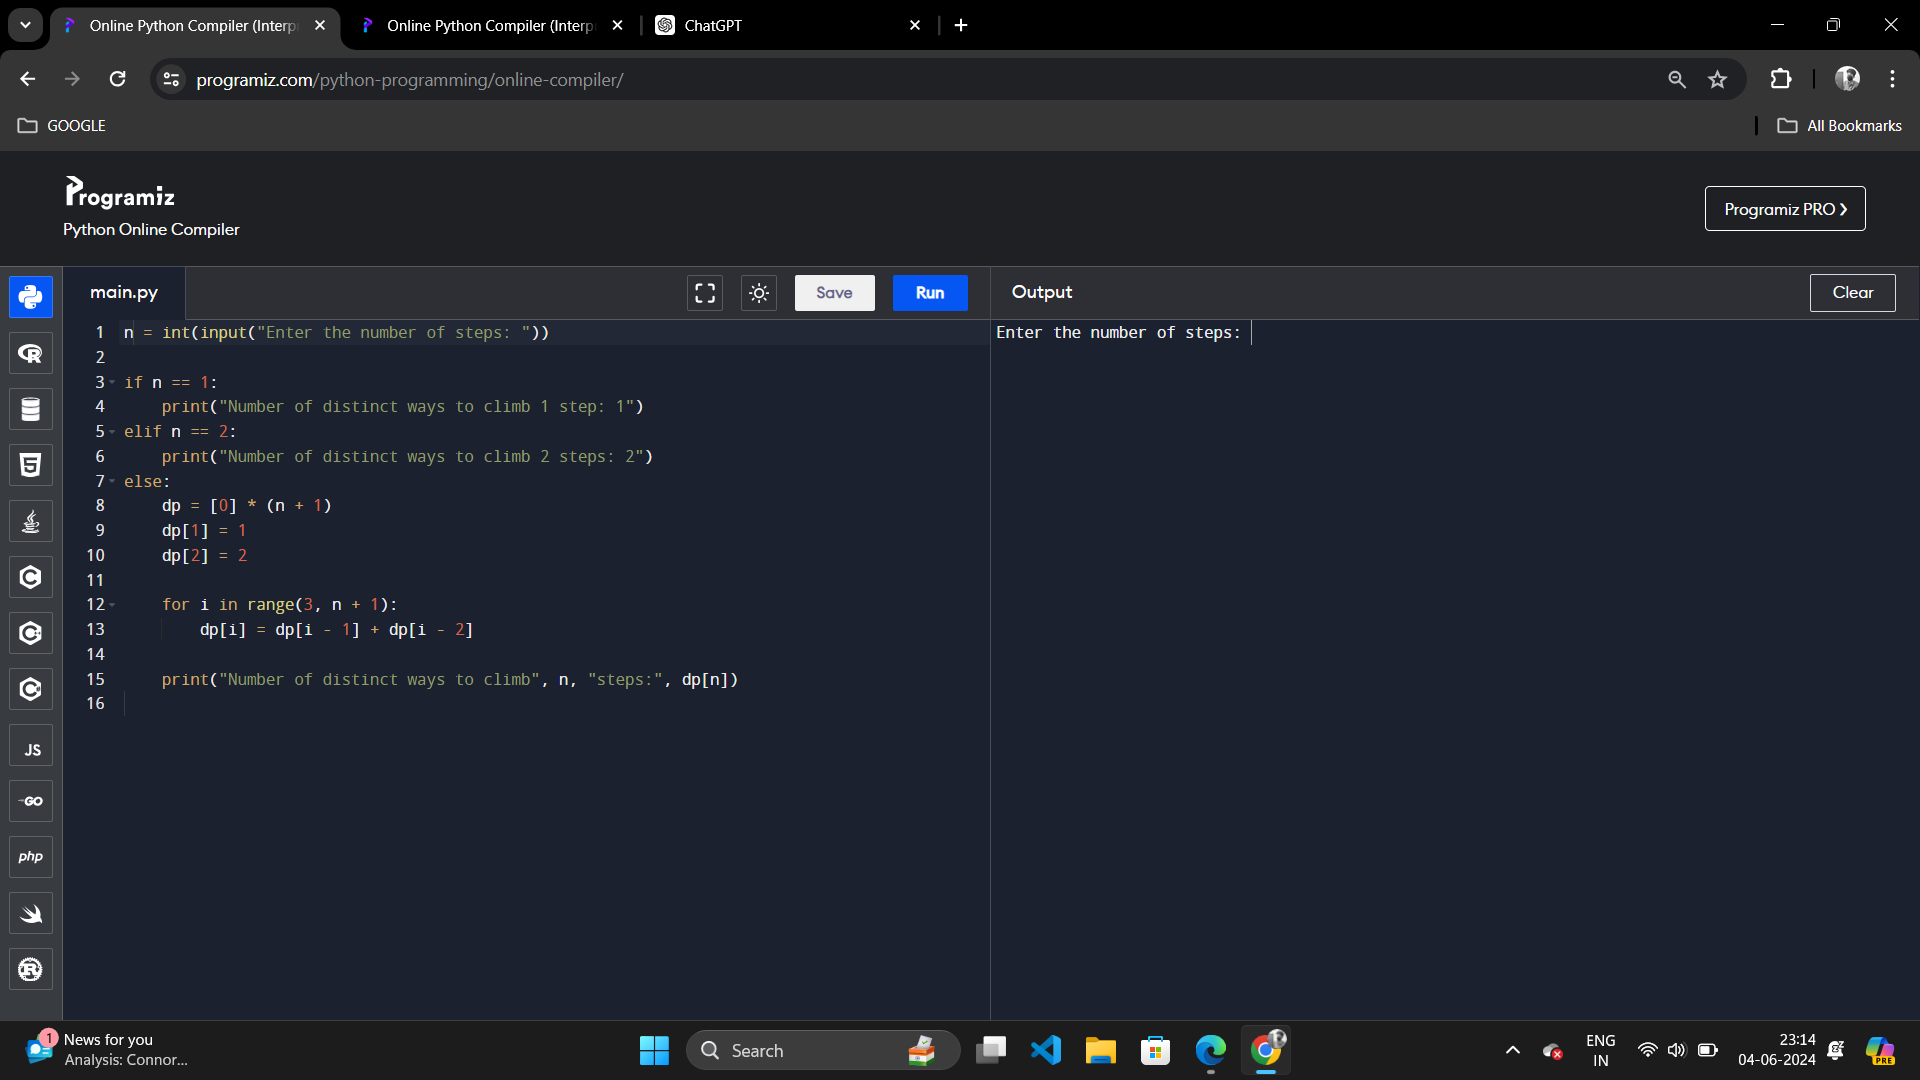 Online Python Compiler (Interp
Online Python Compiler (Interp
ChatGPT
programiz.com/python-programming/online-compiler/
GOOGLE
All Bookmarks
Programiz
Python Online Compiler
Programiz PRO ›
main.py
Save
Run
Output
Clear
1 n = int(input("Enter the number of steps: "))
2
3 if n == 1:
4     print("Number of distinct ways to climb 1 step: 1")
5 elif n == 2:
6     print("Number of distinct ways to climb 2 steps: 2")
7 else:
8     dp = [0] * (n + 1)
9     dp[1] = 1
10     dp[2] = 2
11
12     for i in range(3, n + 1):
13         dp[i] = dp[i - 1] + dp[i - 2]
14
15     print("Number of distinct ways to climb", n, "steps:", dp[n])
16
Enter the number of steps:
JS
GO
php
1
News for you
Analysis: Connor...
Search
ENG
IN
23:14
04-06-2024
PRE